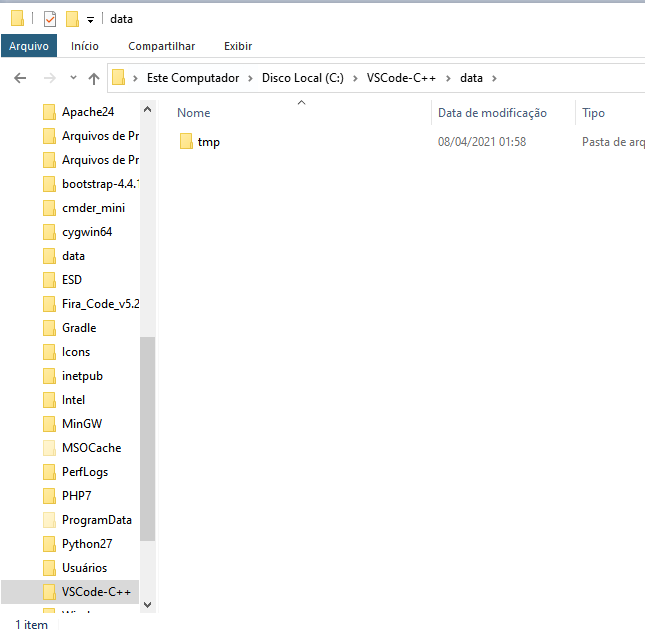 data
Arquivo Início Compartilhar Exibir
Este Computador Disco Local (C:) VSCode-C++ data
Nome Data de modificação Tipo
tmp 08/04/2021 01:58 Pasta de arq
Apache24
Arquivos de Pr
Arquivos de Pr
bootstrap-4.4.1
cmder_mini
cygwin64
data
ESD
Fira_Code_v5.2
Gradle
Icons
inetpub
Intel
MinGW
MSOCache
PerfLogs
PHP7
ProgramData
Python27
Usuários
VSCode-C++
1 item